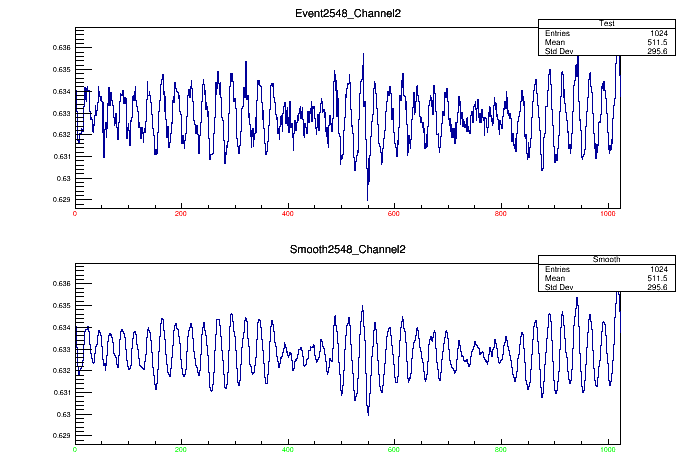 Event2548_Channel2
Test
Entries 1024
Mean 511.5
Std Dev 295.6
0.636
0.635
0.634
0.633
0.632
0.631
0.63
0.629
0 200 400 600 800 1000
Smooth2548_Channel2
Smooth
Entries 1024
Mean 511.5
Std Dev 295.6
0.636
0.635
0.634
0.633
0.632
0.631
0.63
0.629
0 200 400 600 800 1000